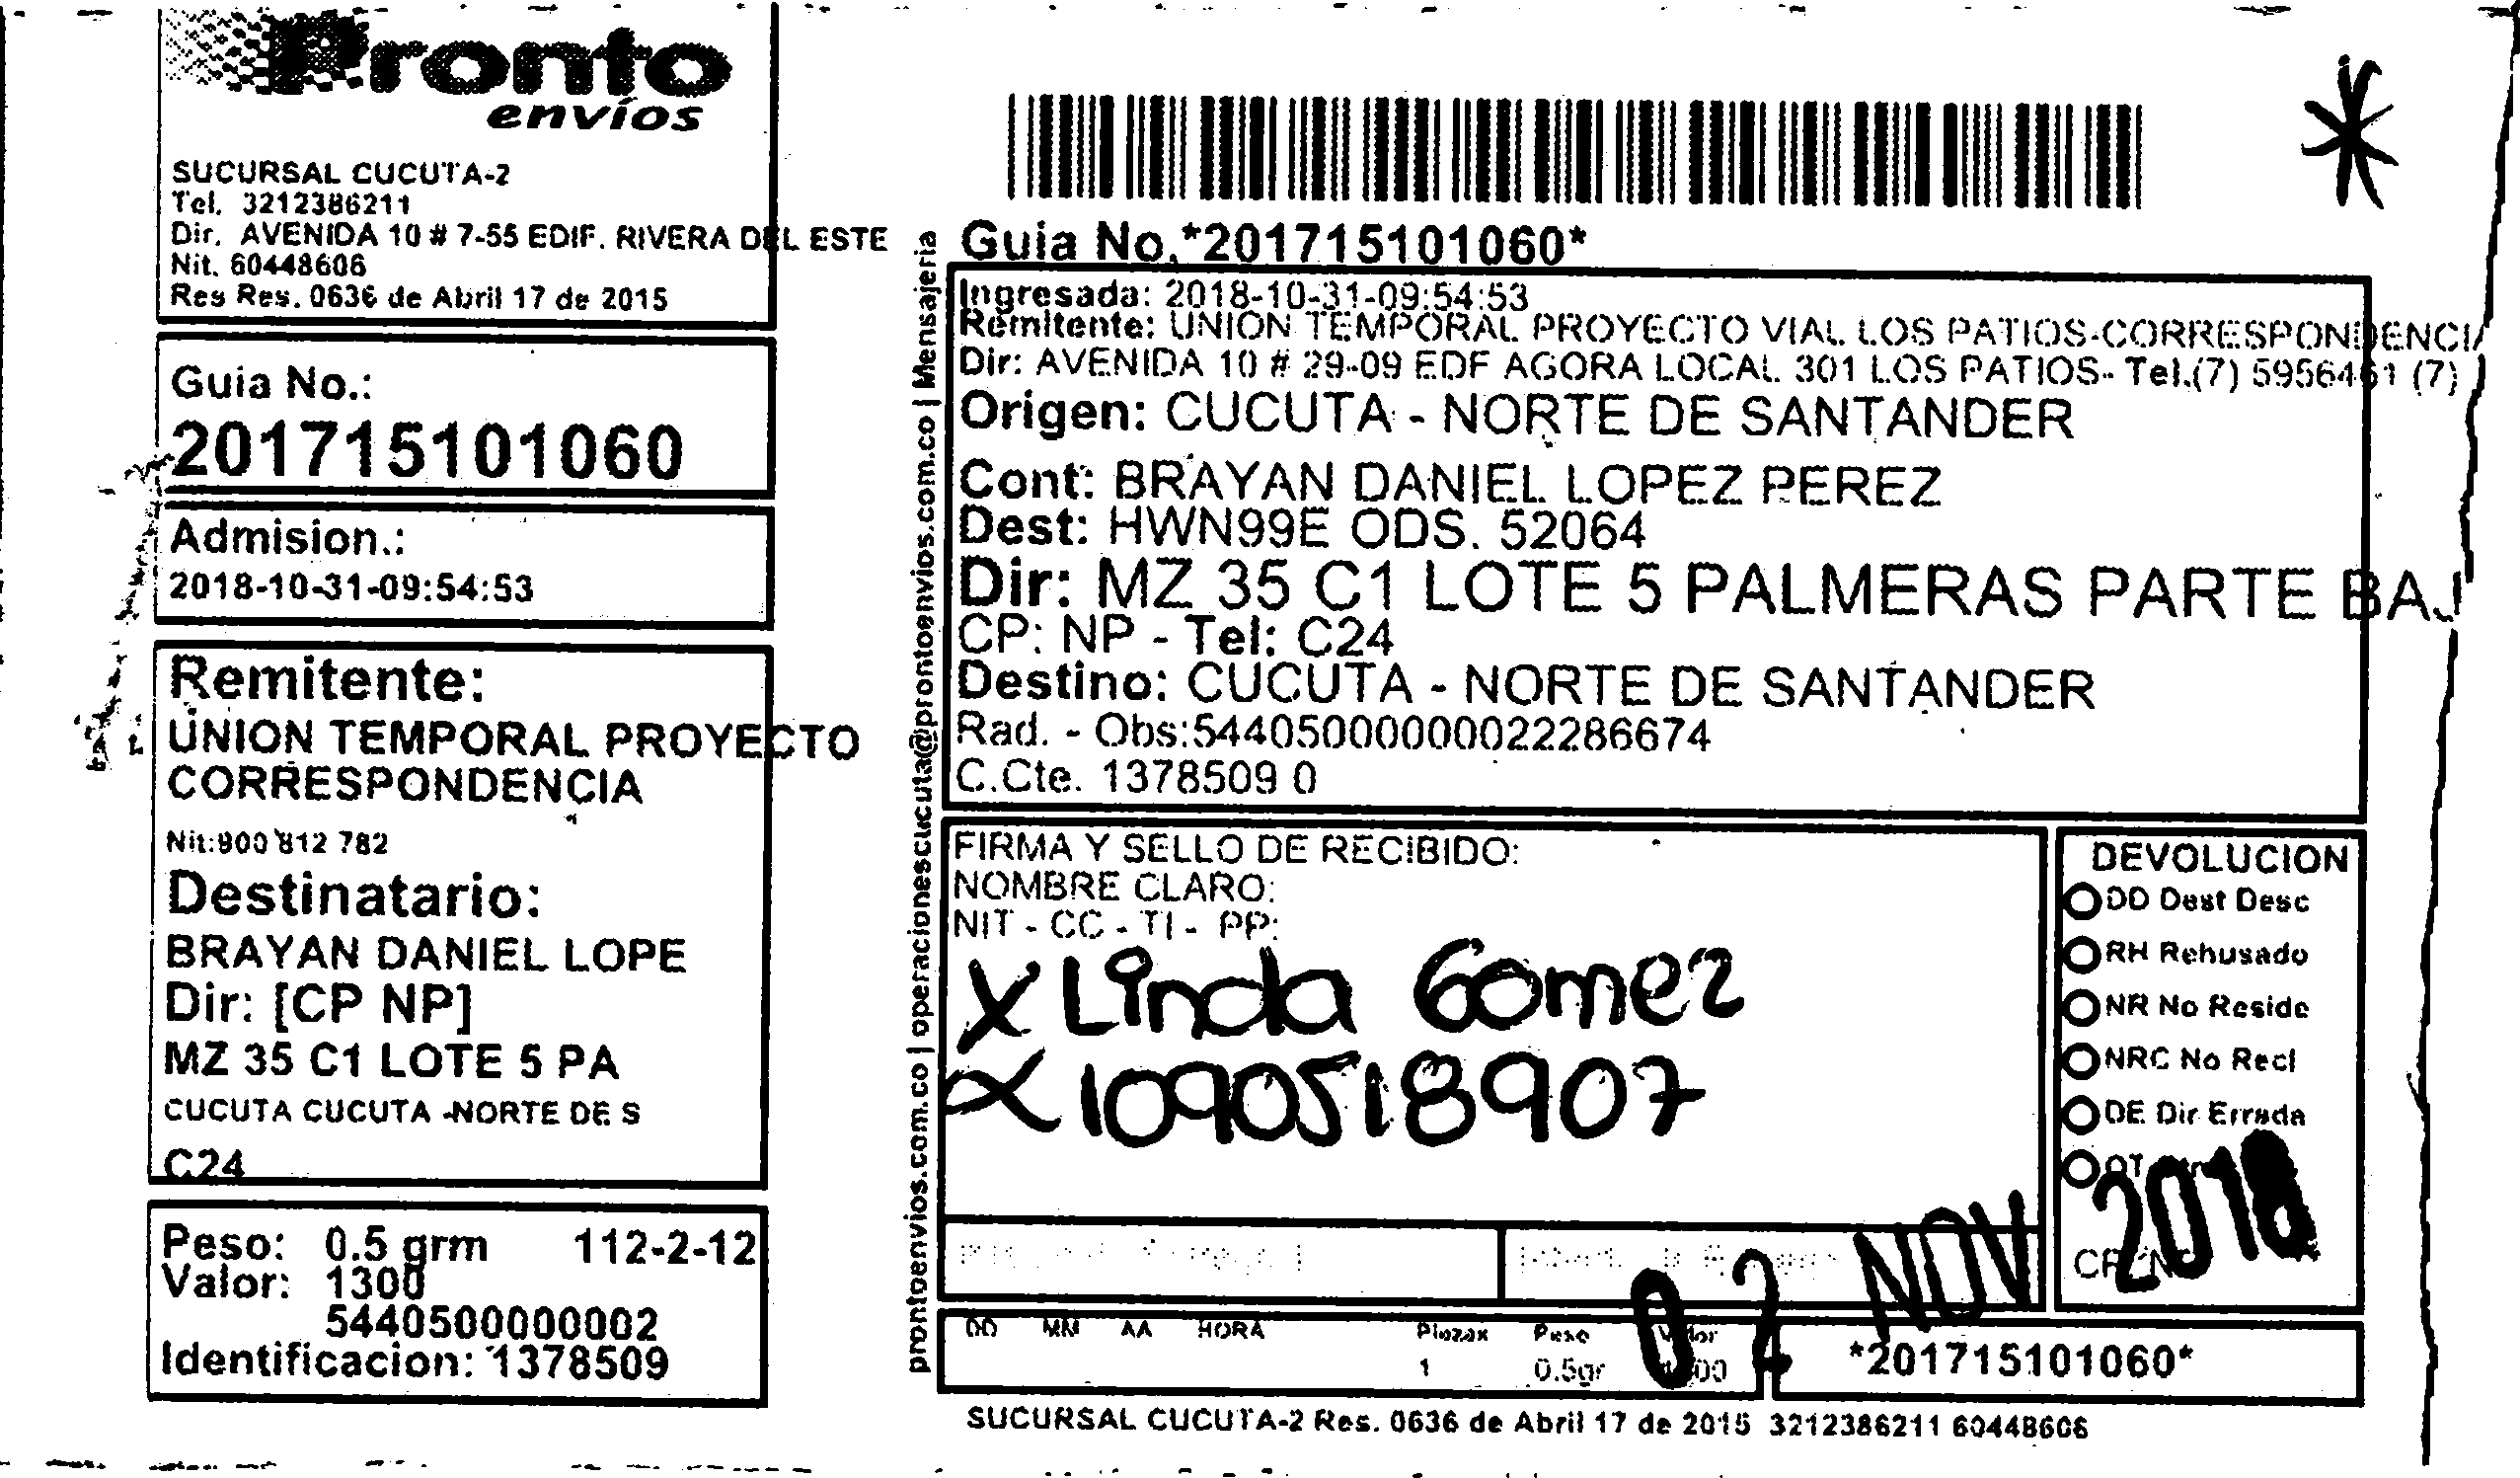 Pronto
envíos
SUCURSAL CUCUTA-2
Tel. 3212386211
Dir. AVENIDA 10 # 7-55 EDIF. RIVERA DEL ESTE
Nit. 60448606
Res Res. 0636 de Abril 17 de 2015
Guia No.:
201715101060
Admision.:
2018-10-31-09:54:53
Remitente:
UNION TEMPORAL PROYECTO
CORRESPONDENCIA
Nit:900 812 782
Destinatario:
BRAYAN DANIEL LOPE
Dir: [CP NP]
MZ 35 C1 LOTE 5 PA
CUCUTA CUCUTA -NORTE DE S
C24
Peso: 0.5 grm 112-2-12
Valor: 1300
5440500000002
Identificacion: 1378509
prontoenvios.com.co | operacionescucuta@prontoenvios.com.co | Mensajeria
Guia No.*201715101060*
Ingresada: 2018-10-31-09:54:53
Remitente: UNION TEMPORAL PROYECTO VIAL LOS PATIOS-CORRESPONDENCIA
Dir: AVENIDA 10 # 29-09 EDF AGORA LOCAL 301 LOS PATIOS- Tel.(7) 5956461 (7)
Origen: CUCUTA - NORTE DE SANTANDER
Cont: BRAYAN DANIEL LOPEZ PEREZ
Dest: HWN99E ODS. 52064
Dir: MZ 35 C1 LOTE 5 PALMERAS PARTE BAJ
CP: NP - Tel: C24
Destino: CUCUTA - NORTE DE SANTANDER
Rad. - Obs:544050000000022286674
C.Cte. 1378509 0
FIRMA Y SELLO DE RECIBIDO:
NOMBRE CLARO:
NIT - CC - TI - PP:
X Linda Gomez
X 1090518907
DEVOLUCION
DD Dest Desc
RH Rehusado
NR No Reside
NRC No Recl
DE Dir Errada
OT
02 NOV 2018
DD MM AA HORA Piezax Peso Valor
1 0.5gr
*201715101060*
SUCURSAL CUCUTA-2 Res. 0636 de Abril 17 de 2015 3212386211 60448606